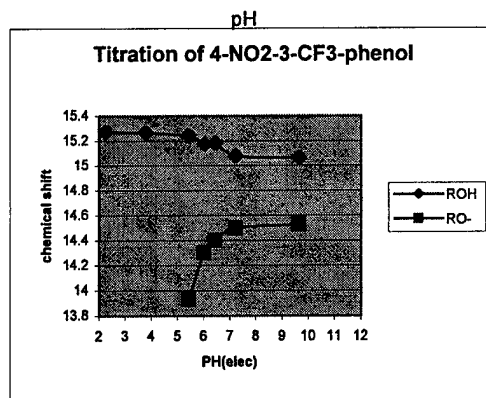 pH
Titration of 4-NO2-3-CF3-phenol
15.4
15.2
15
14.8
14.6
14.4
14.2
14
13.8
chemical shift
2 3 4 5 6 7 8 9 10 11 12
PH(elec)
ROH
RO-